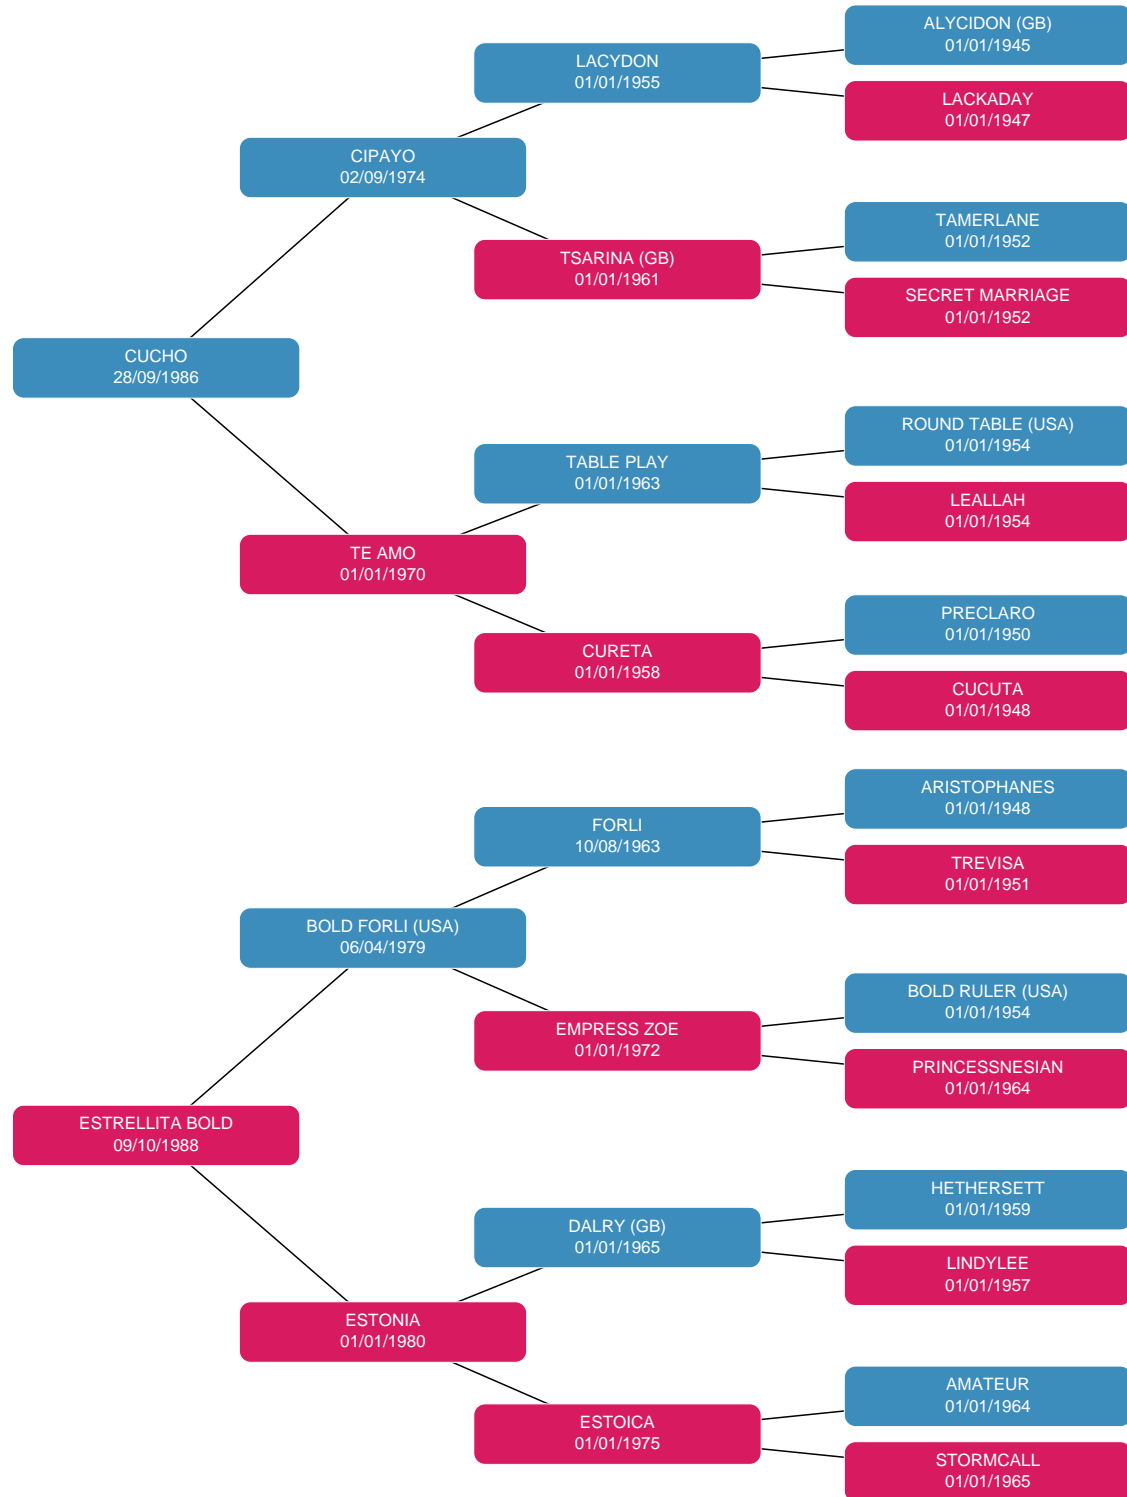 ALYCIDON (GB)
01/01/1945
LACYDON
01/01/1955
LACKADAY
01/01/1947
CIPAYO
02/09/1974
TAMERLANE
01/01/1952
TSARINA (GB)
01/01/1961
SECRET MARRIAGE
01/01/1952
CUCHO
28/09/1986
ROUND TABLE (USA)
01/01/1954
TABLE PLAY
01/01/1963
LEALLAH
01/01/1954
TE AMO
01/01/1970
PRECLARO
01/01/1950
CURETA
01/01/1958
CUCUTA
01/01/1948
ARISTOPHANES
01/01/1948
FORLI
10/08/1963
TREVISA
01/01/1951
BOLD FORLI (USA)
06/04/1979
BOLD RULER (USA)
01/01/1954
EMPRESS ZOE
01/01/1972
PRINCESSNESIAN
01/01/1964
ESTRELLITA BOLD
09/10/1988
HETHERSETT
01/01/1959
DALRY (GB)
01/01/1965
LINDYLEE
01/01/1957
ESTONIA
01/01/1980
AMATEUR
01/01/1964
ESTOICA
01/01/1975
STORMCALL
01/01/1965